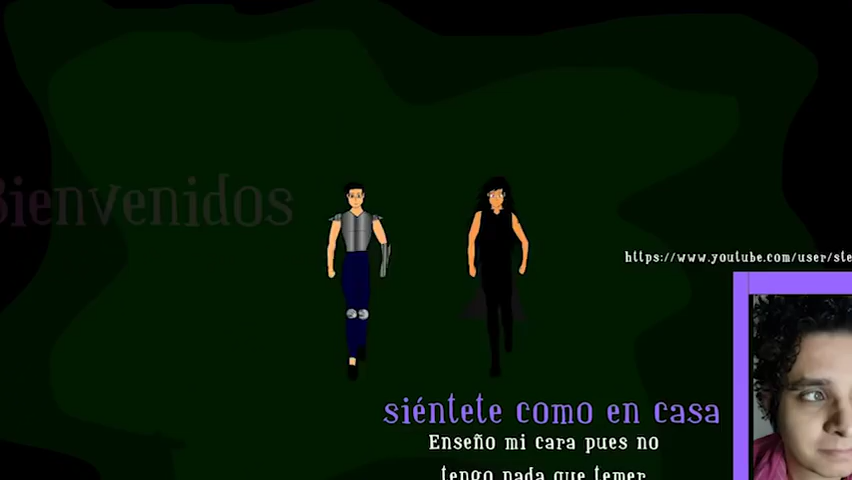 Bienvenidos
https://www.youtube.com/user/ste
siéntete como en casa
Enseño mi cara pues no
tengo nada que temer